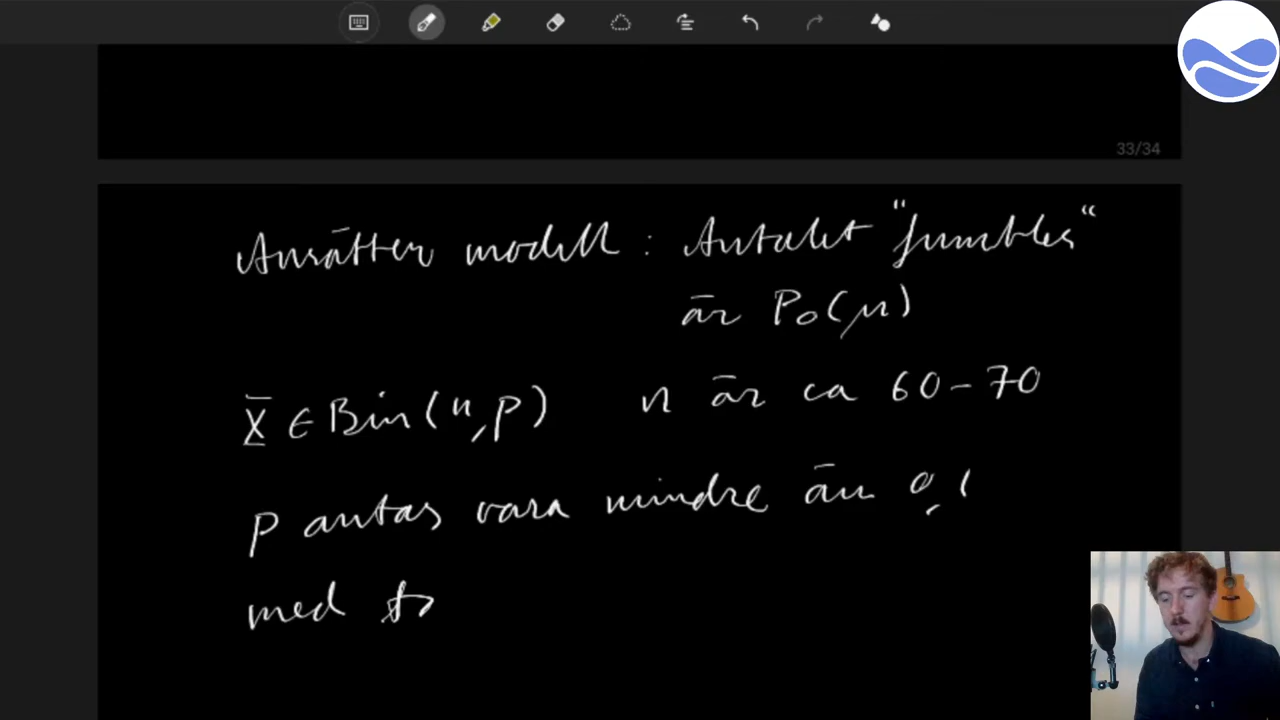 33/34
Ansätter modell : Antalet "fumbles"
är Po(μ)
X ∈ Bin(n,p) n är ca 60-70
p antas vara mindre än 0,1
med